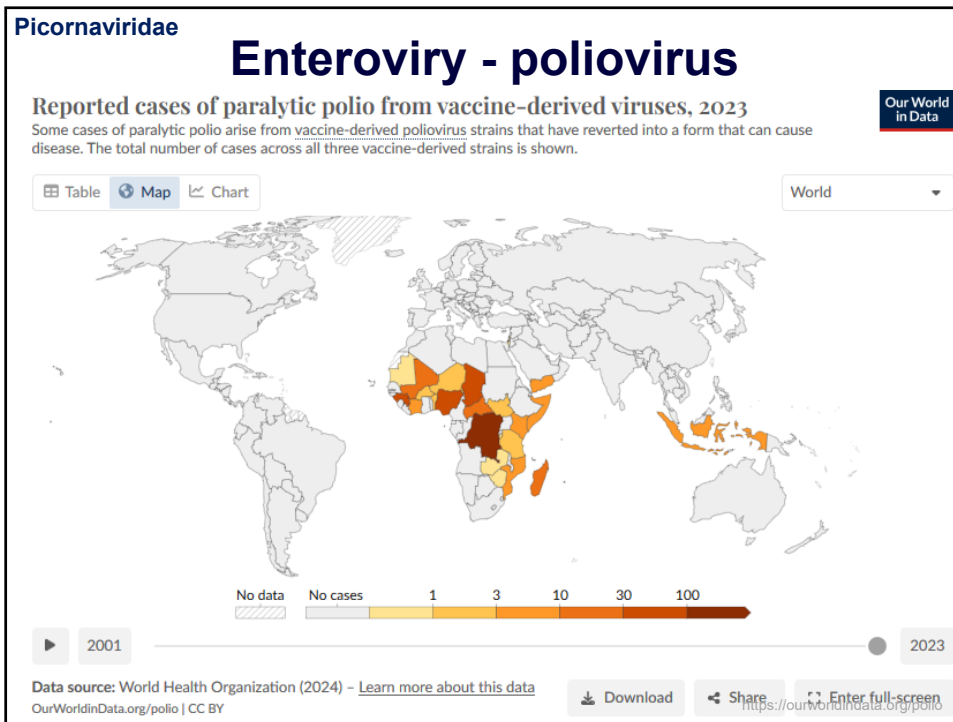 Picornaviridae
Enteroviry - poliovirus
Reported cases of paralytic polio from vaccine-derived viruses, 2023
Our World
in Data
Some cases of paralytic polio arise from vaccine-derived poliovirus strains that have reverted into a form that can cause
disease. The total number of cases across all three vaccine-derived strains is shown.
Table Map Chart
World
No data No cases 1 3 10 30 100
2001 2023
Data source: World Health Organization (2024) – Learn more about this data
OurWorldinData.org/polio | CC BY
Download Share Enter full-screen
https://ourworldindata.org/polio